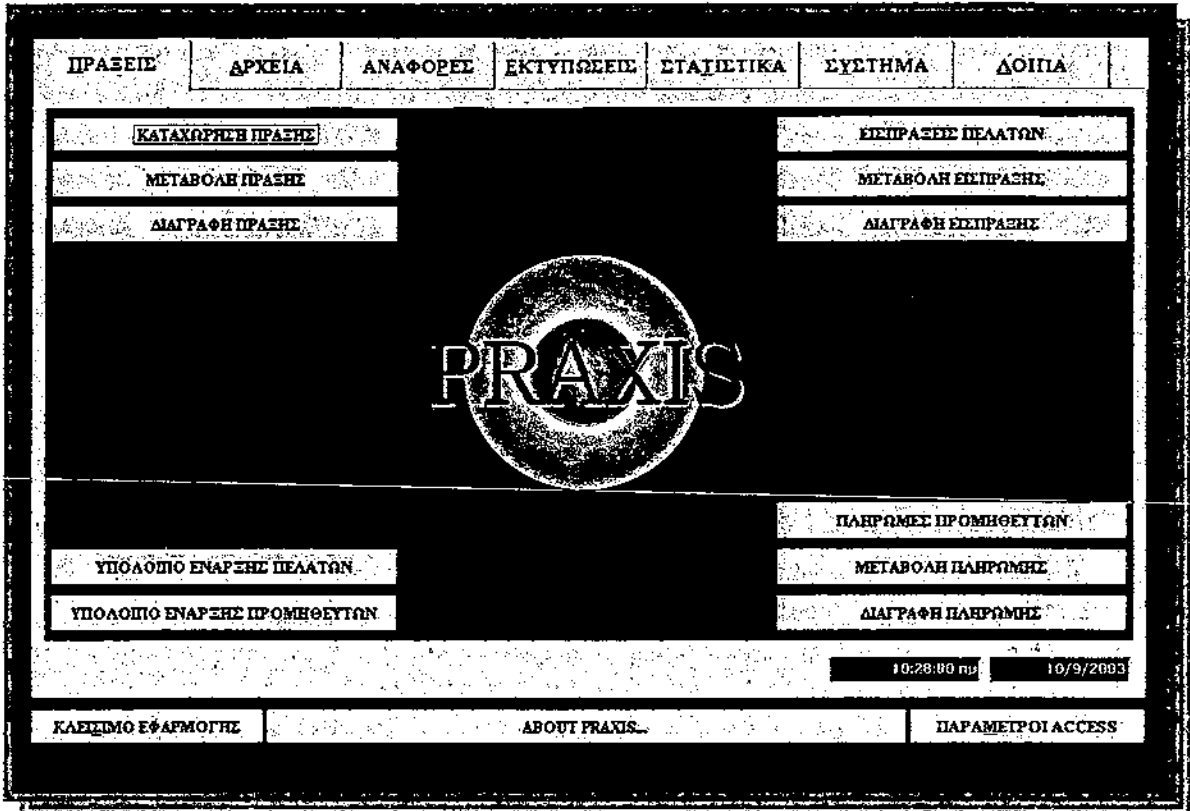 ΠΡΑΞΕΙΣ ΑΡΧΕΙΑ ΑΝΑΦΟΡΕΣ ΕΚΤΥΠΩΣΕΙΣ ΣΤΑΤΙΣΤΙΚΑ ΣΥΣΤΗΜΑ ΛΟΙΠΑ
ΚΑΤΑΧΩΡΗΣΗ ΠΡΑΞΗΣ
ΜΕΤΑΒΟΛΗ ΠΡΑΞΗΣ
ΔΙΑΓΡΑΦΗ ΠΡΑΞΗΣ
ΕΙΣΠΡΑΞΕΙΣ ΠΕΛΑΤΩΝ
ΜΕΤΑΒΟΛΗ ΕΙΣΠΡΑΞΗΣ
ΔΙΑΓΡΑΦΗ ΕΙΣΠΡΑΞΗΣ
PRAXIS
ΥΠΟΛΟΙΠΟ ΕΝΑΡΞΗΣ ΠΕΛΑΤΩΝ
ΥΠΟΛΟΙΠΟ ΕΝΑΡΞΗΣ ΠΡΟΜΗΘΕΥΤΩΝ
ΠΛΗΡΩΜΕΣ ΠΡΟΜΗΘΕΥΤΩΝ
ΜΕΤΑΒΟΛΗ ΠΛΗΡΩΜΗΣ
ΔΙΑΓΡΑΦΗ ΠΛΗΡΩΜΗΣ
10:28:00 πμ 10/9/2003
ΚΛΕΙΣΙΜΟ ΕΦΑΡΜΟΓΗΣ ABOUT PRAXIS... ΠΑΡΑΜΕΤΡΟΙ ACCESS